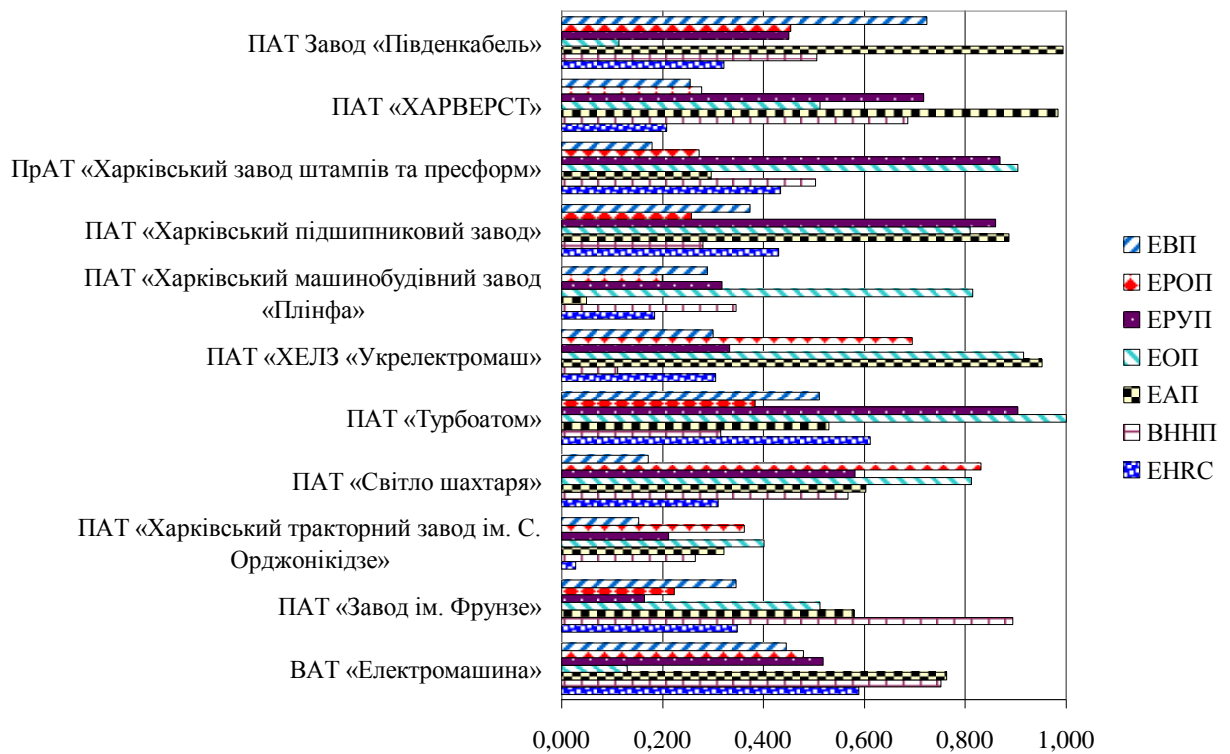 ПАТ Завод «Південкабель»
ПАТ «ХАРВЕРСТ»
ПрАТ «Харківський завод штампів та пресформ»
ПАТ «Харківський підшипниковий завод»
ПАТ «Харківський машинобудівний завод
«Плінфа»
ПАТ «ХЕЛЗ «Укрелектромаш»
ПАТ «Турбоатом»
ПАТ «Світло шахтаря»
ПАТ «Харківський тракторний завод ім. С.
Орджонікідзе»
ПАТ «Завод ім. Фрунзе»
ВАТ «Електромашина»
0,000 0,200 0,400 0,600 0,800 1,000
ЕВП
ЕРОП
ЕРУП
ЕОП
ЕАП
ВННП
EHRC